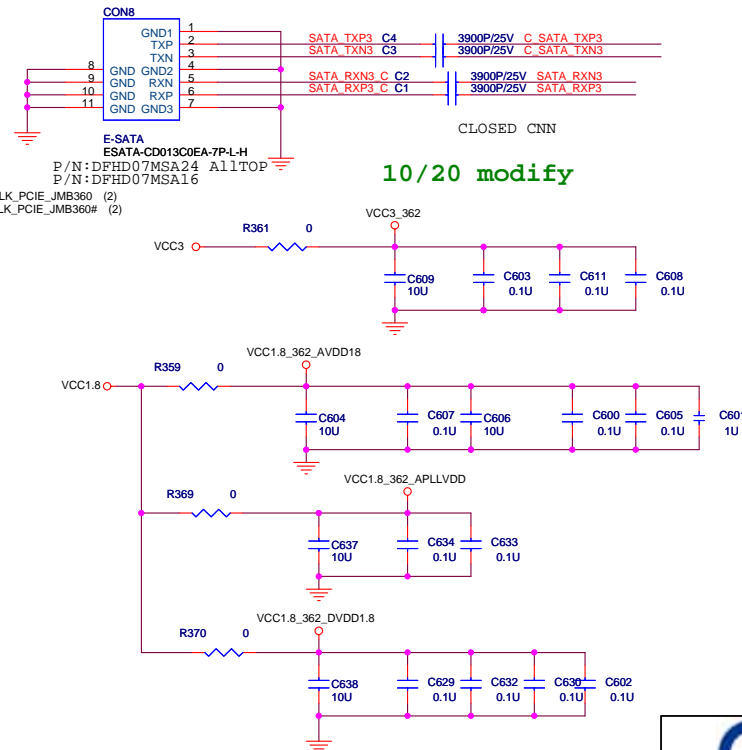 CON8
GND1 1
TXP 2 SATA_TXP3 C4 3900P/25V C_SATA_TXP3
TXN 3 SATA_TXN3 C3 3900P/25V C_SATA_TXN3
8 GND GND2 4
9 GND RXN 5 SATA_RXN3_C C2 3900P/25V SATA_RXN3
10 GND RXP 6 SATA_RXP3_C C1 3900P/25V SATA_RXP3
11 GND GND3 7
CLOSED CNN
E-SATA
ESATA-CD013C0EA-7P-L-H
P/N:DFHD07MSA24 AllTOP
P/N:DFHD07MSA16
10/20 modify
LK_PCIE_JMB360 (2)
LK_PCIE_JMB360# (2)
VCC3_362
R361 0
VCC3
C609 C603 C611 C608
10U 0.1U 0.1U 0.1U
VCC1.8_362_AVDD18
R359 0
VCC1.8
C604 C607 C606 C600 C605 C601
10U 0.1U 10U 0.1U 0.1U 1U
VCC1.8_362_APLLVDD
R369 0
C637 C634 C633
10U 0.1U 0.1U
VCC1.8_362_DVDD1.8
R370 0
C638 C629 C632 C630 C602
10U 0.1U 0.1U 0.1U 0.1U